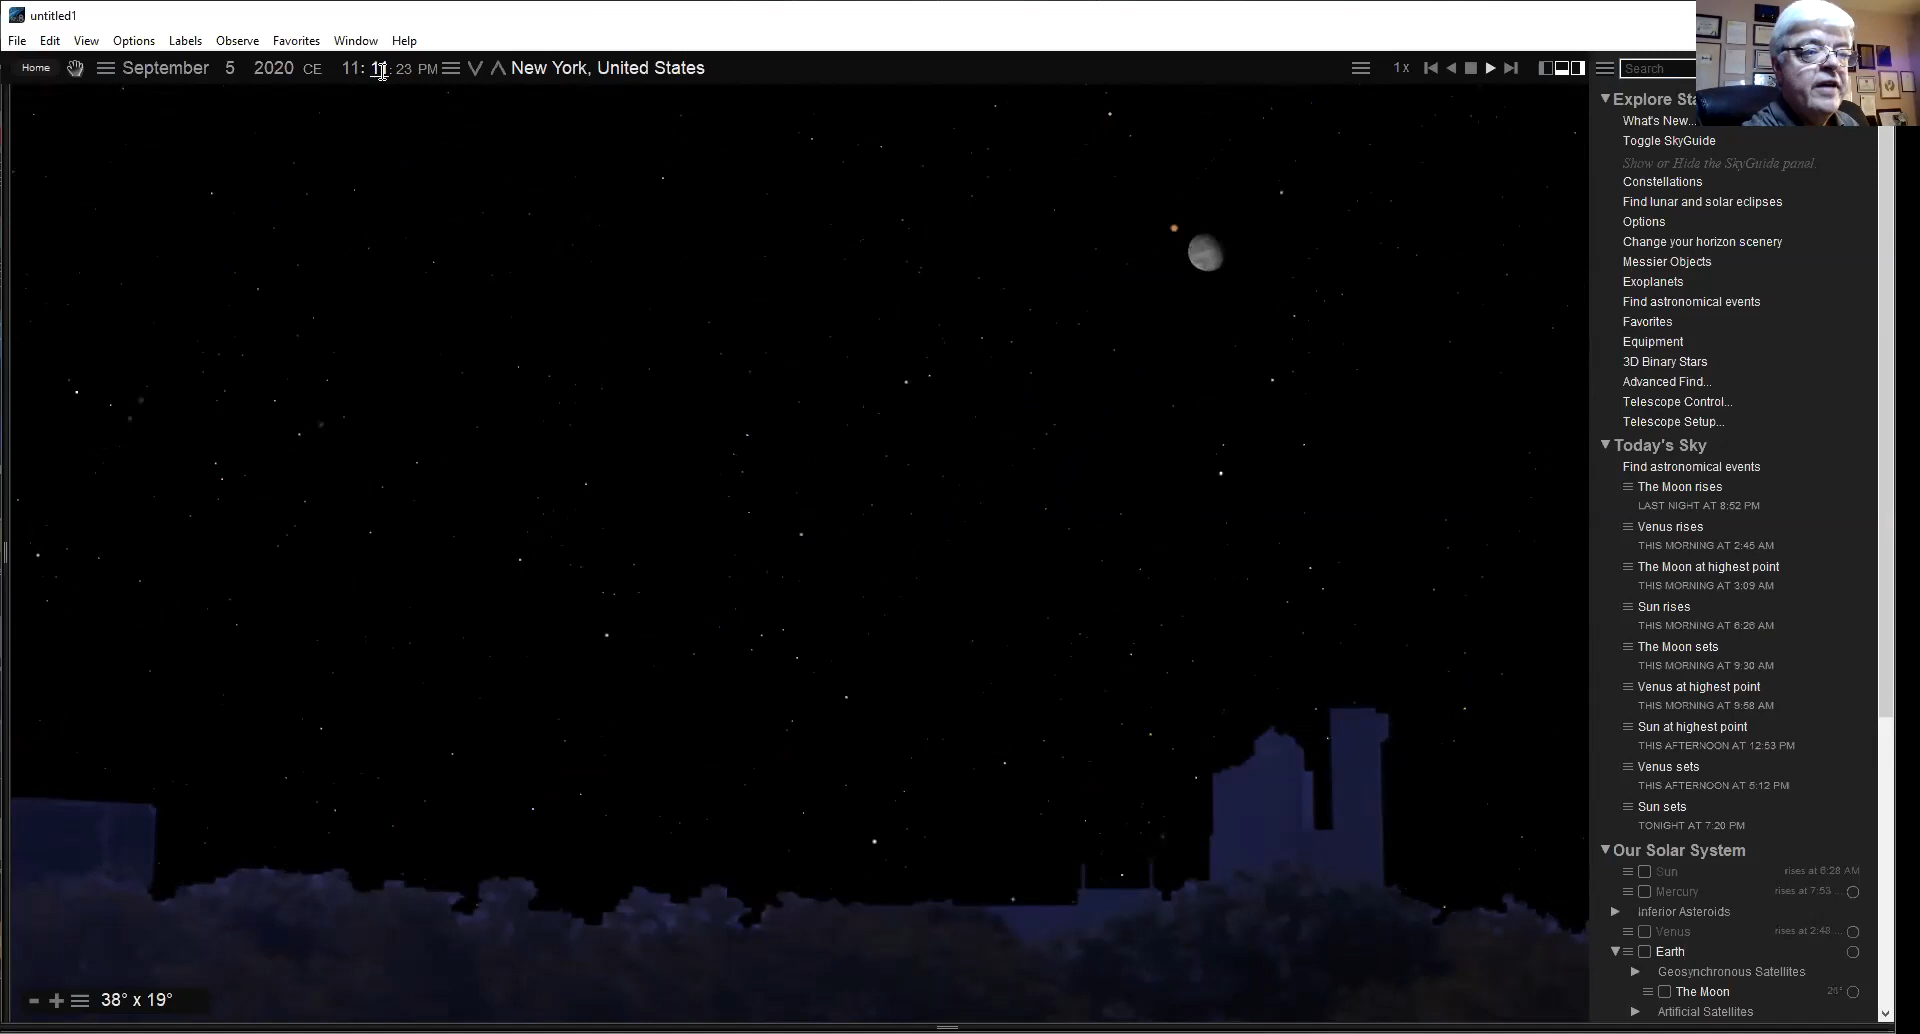 untitled1
File Edit View Options Labels Observe Favorites Window Help
Home September 5 2020 CE 11: 23 PM New York, United States 1x Search
Explore
What's New...
Toggle SkyGuide
Show or Hide the SkyGuide panel.
Constellations
Find lunar and solar eclipses
Options
Change your horizon scenery
Messier Objects
Exoplanets
Find astronomical events
Favorites
Equipment
3D Binary Stars
Advanced Find...
Telescope Control...
Telescope Setup...
Today's Sky
Find astronomical events
The Moon rises
LAST NIGHT AT 8:52 PM
Venus rises
THIS MORNING AT 2:45 AM
The Moon at highest point
THIS MORNING AT 3:09 AM
Sun rises
THIS MORNING AT 6:26 AM
The Moon sets
THIS MORNING AT 9:30 AM
Venus at highest point
THIS MORNING AT 9:58 AM
Sun at highest point
THIS AFTERNOON AT 12:53 PM
Venus sets
THIS AFTERNOON AT 5:12 PM
Sun sets
TONIGHT AT 7:20 PM
Our Solar System
Sun rises at 6:28 AM
Mercury rises at 7:53 ...
Inferior Asteroids
Venus rises at 2:48 ...
Earth
Geosynchronous Satellites
The Moon
Artificial Satellites
38° x 19°